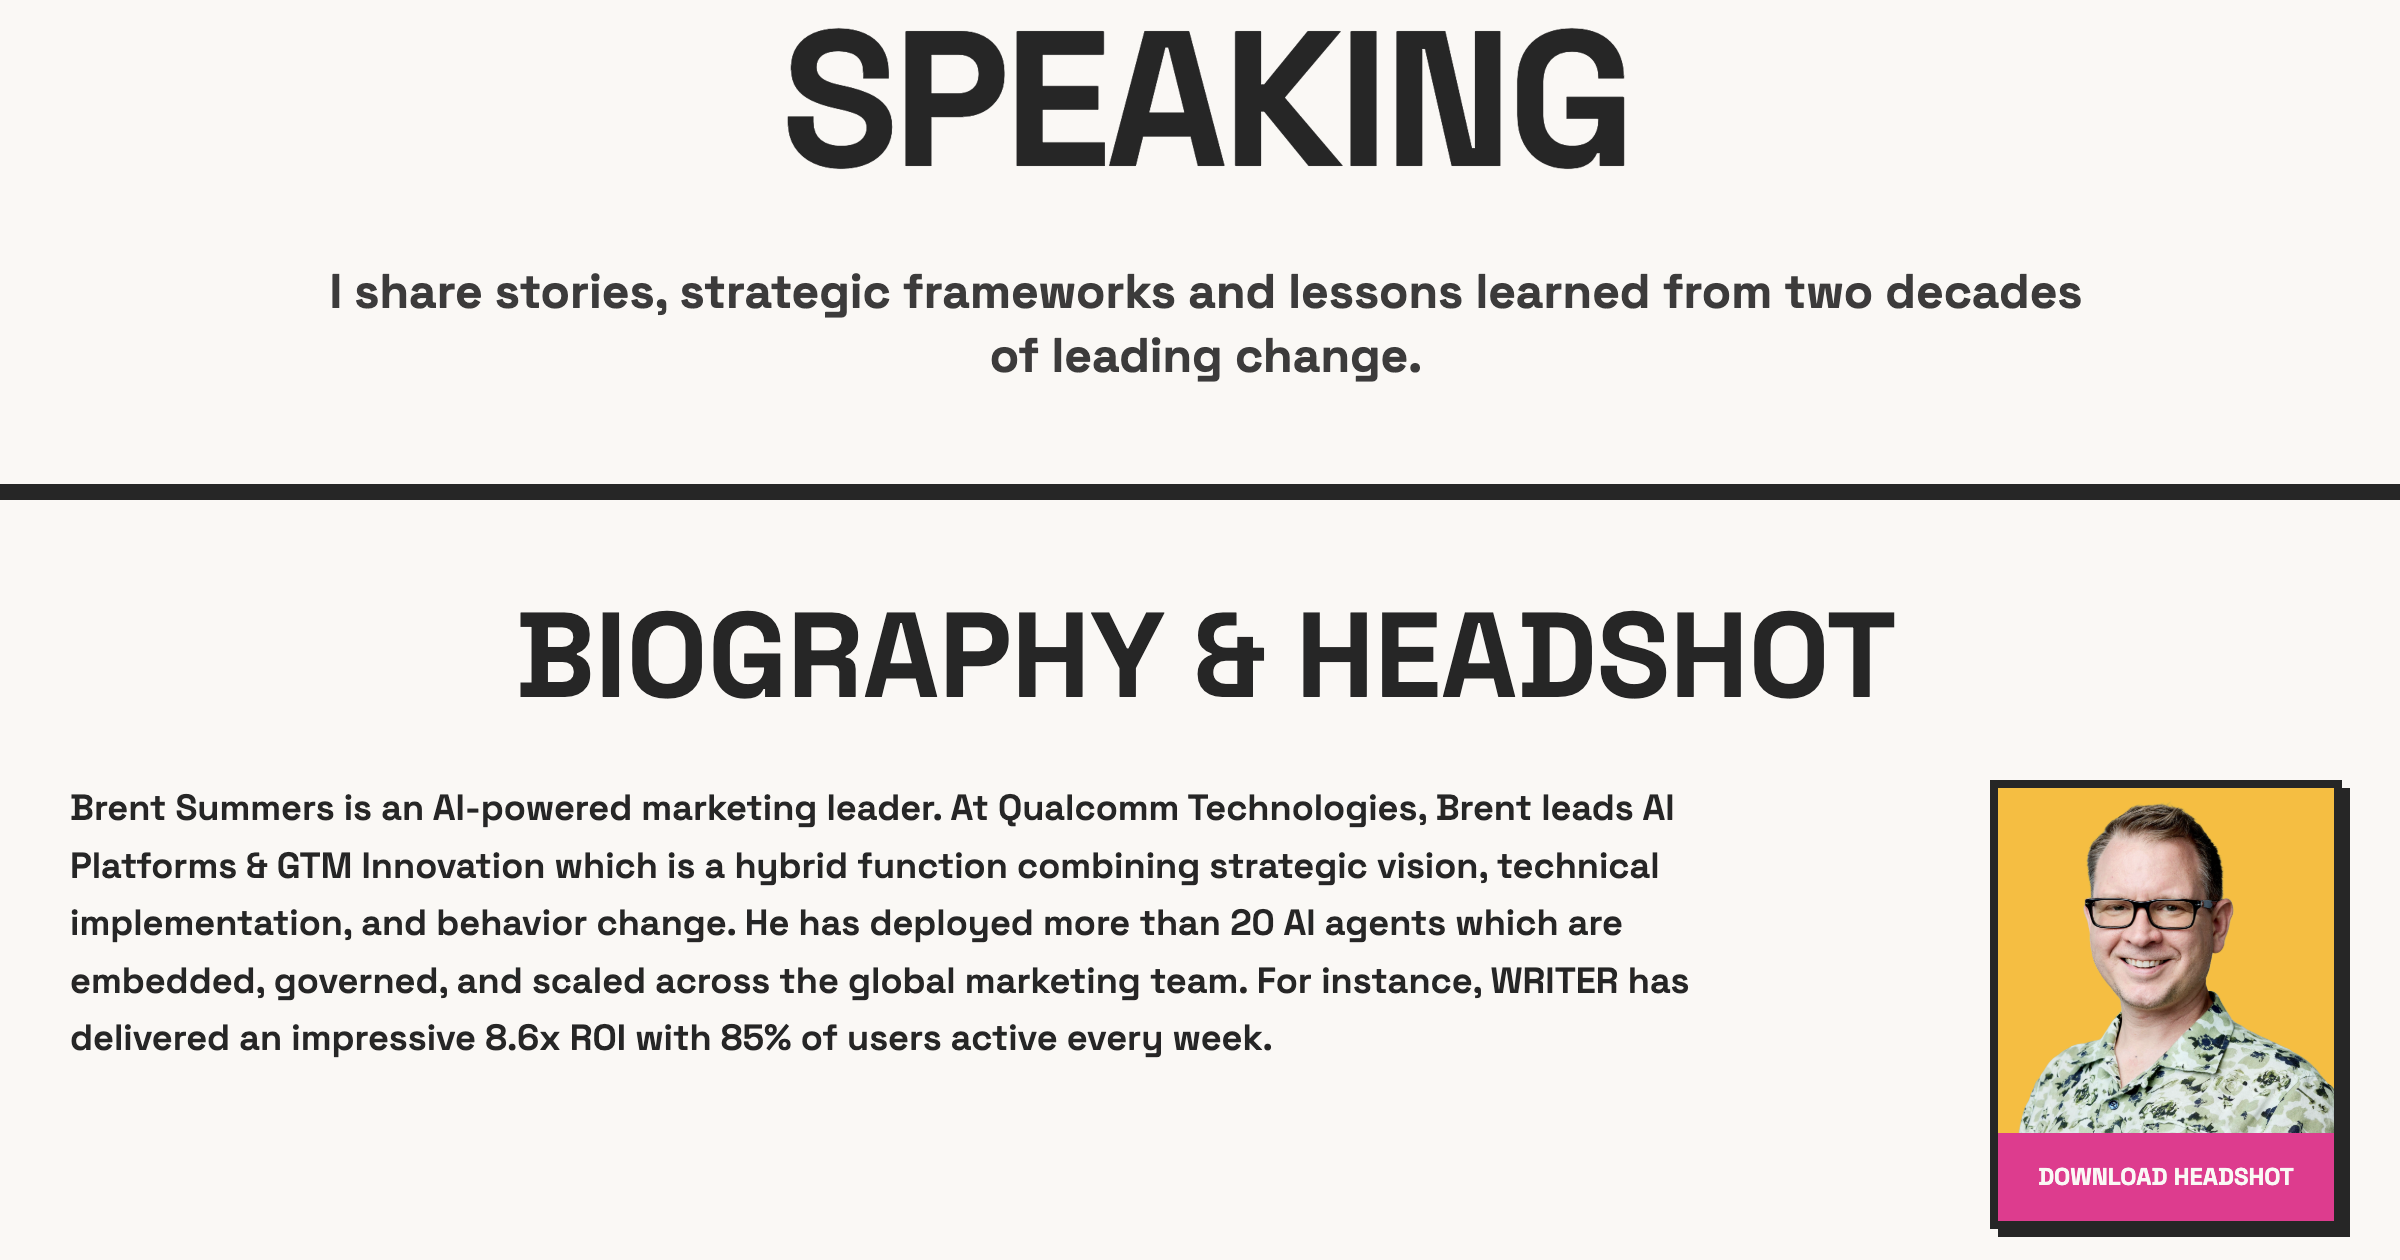 SPEAKING
I share stories, strategic frameworks and lessons learned from two decades
of leading change.
BIOGRAPHY & HEADSHOT
Brent Summers is an AI-powered marketing leader. At Qualcomm Technologies, Brent leads AI
Platforms & GTM Innovation which is a hybrid function combining strategic vision, technical
implementation, and behavior change. He has deployed more than 20 AI agents which are
embedded, governed, and scaled across the global marketing team. For instance, WRITER has
delivered an impressive 8.6x ROI with 85% of users active every week.
DOWNLOAD HEADSHOT